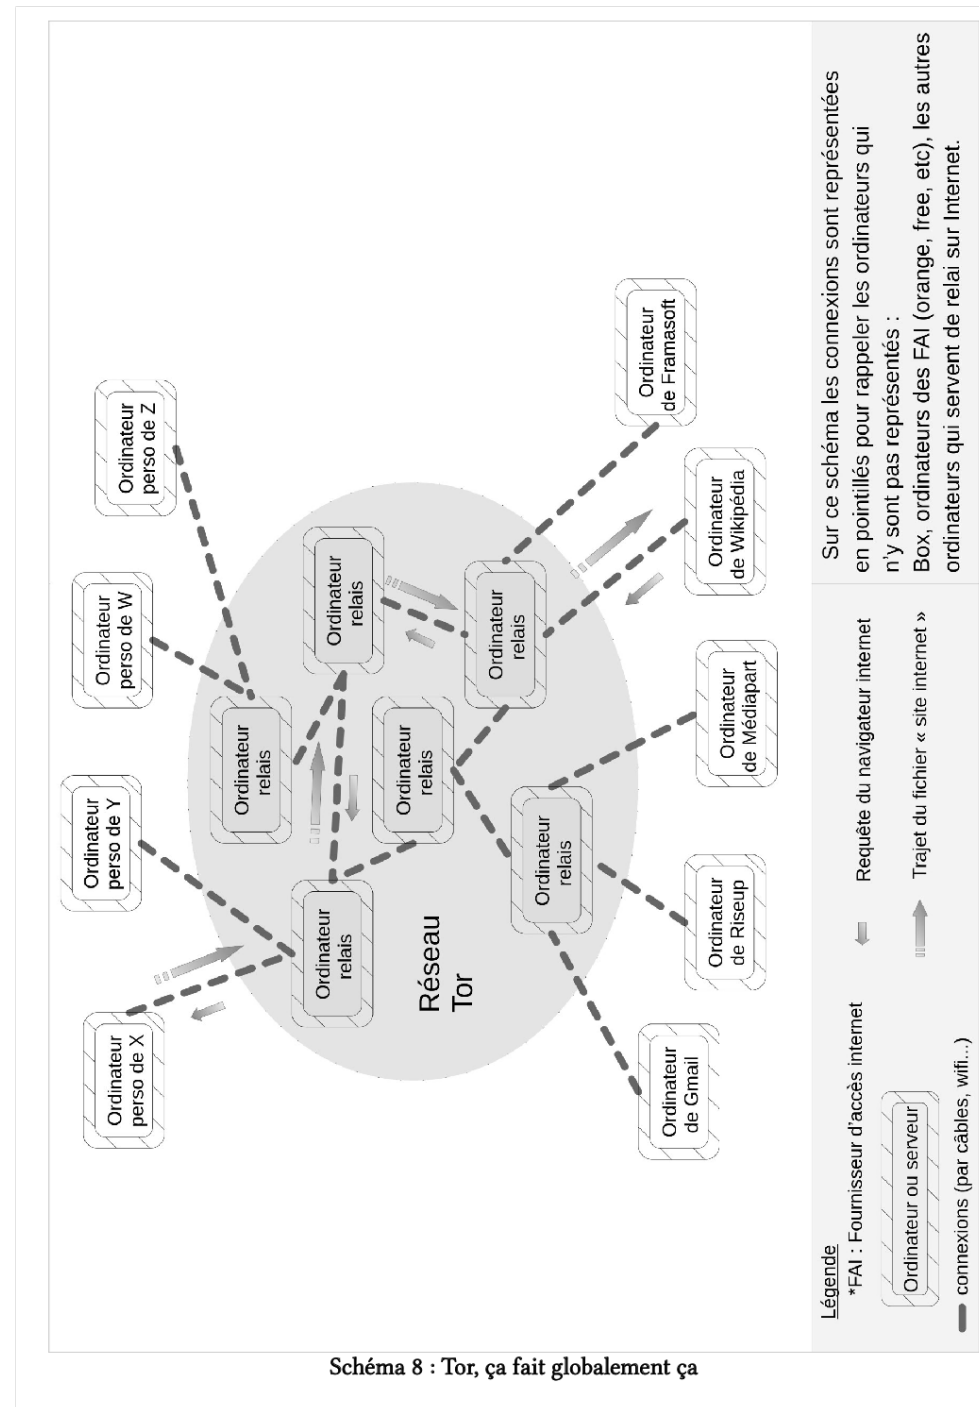 Ordinateur
perso de X
Ordinateur
perso de Y
Ordinateur
perso de W
Ordinateur
perso de Z
Ordinateur
relais
Ordinateur
relais
Ordinateur
relais
Ordinateur
relais
Réseau
Tor
Ordinateur
relais
Ordinateur
relais
Ordinateur
de Gmail
Ordinateur
de Riseup
Ordinateur
de Médiapart
Ordinateur
de Wikipédia
Ordinateur
de Framasoft
Légende
*FAI : Fournisseur d'accès internet
Ordinateur ou serveur
connexions (par câbles, wifi...)
Requête du navigateur internet
Trajet du fichier « site internet »
Sur ce schéma les connexions sont représentées
en pointillés pour rappeler les ordinateurs qui
n'y sont pas représentés :
Box, ordinateurs des FAI (orange, free, etc), les autres
ordinateurs qui servent de relai sur Internet.
Schéma 8 : Tor, ça fait globalement ça